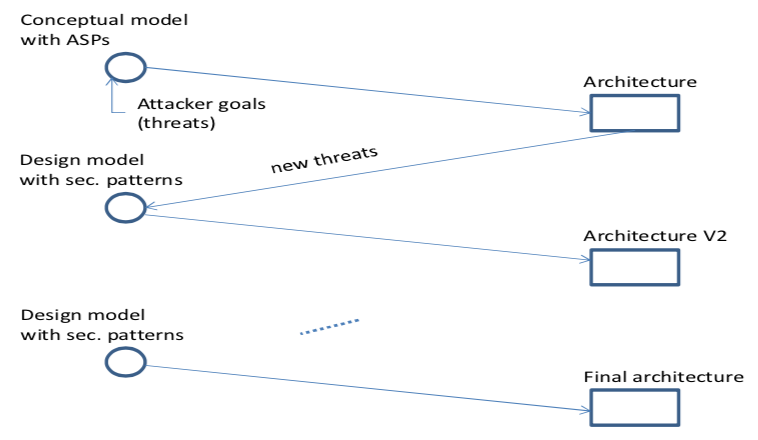 Conceptual model
with ASPs
Architecture
Attacker goals
(threats)
new threats
Design model
with sec. patterns
Architecture V2
Design model
with sec. patterns
Final architecture